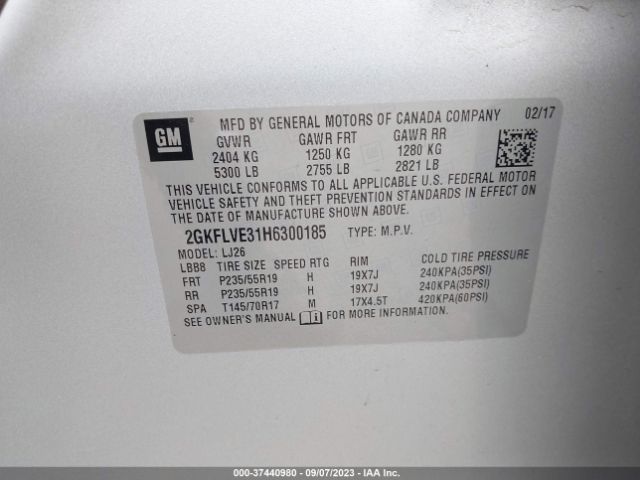 GM
MFD BY GENERAL MOTORS OF CANADA COMPANY 02/17
GVWR GAWR FRT GAWR RR
2404 KG 1250 KG 1280 KG
5300 LB 2755 LB 2821 LB
THIS VEHICLE CONFORMS TO ALL APPLICABLE U.S. FEDERAL MOTOR
VEHICLE SAFETY AND THEFT PREVENTION STANDARDS IN EFFECT ON
THE DATE OF MANUFACTURE SHOWN ABOVE.
2GKFLVE31H6300185 TYPE: M.P.V.
MODEL: LJ26
LBB8 TIRE SIZE SPEED RTG RIM COLD TIRE PRESSURE
FRT P235/55R19 H 19X7J 240KPA(35PSI)
RR P235/55R19 H 19X7J 240KPA(35PSI)
SPA T145/70R17 M 17X4.5T 420KPA(60PSI)
SEE OWNER'S MANUAL FOR MORE INFORMATION.
000-37440980 - 09/07/2023 - IAA, Inc.